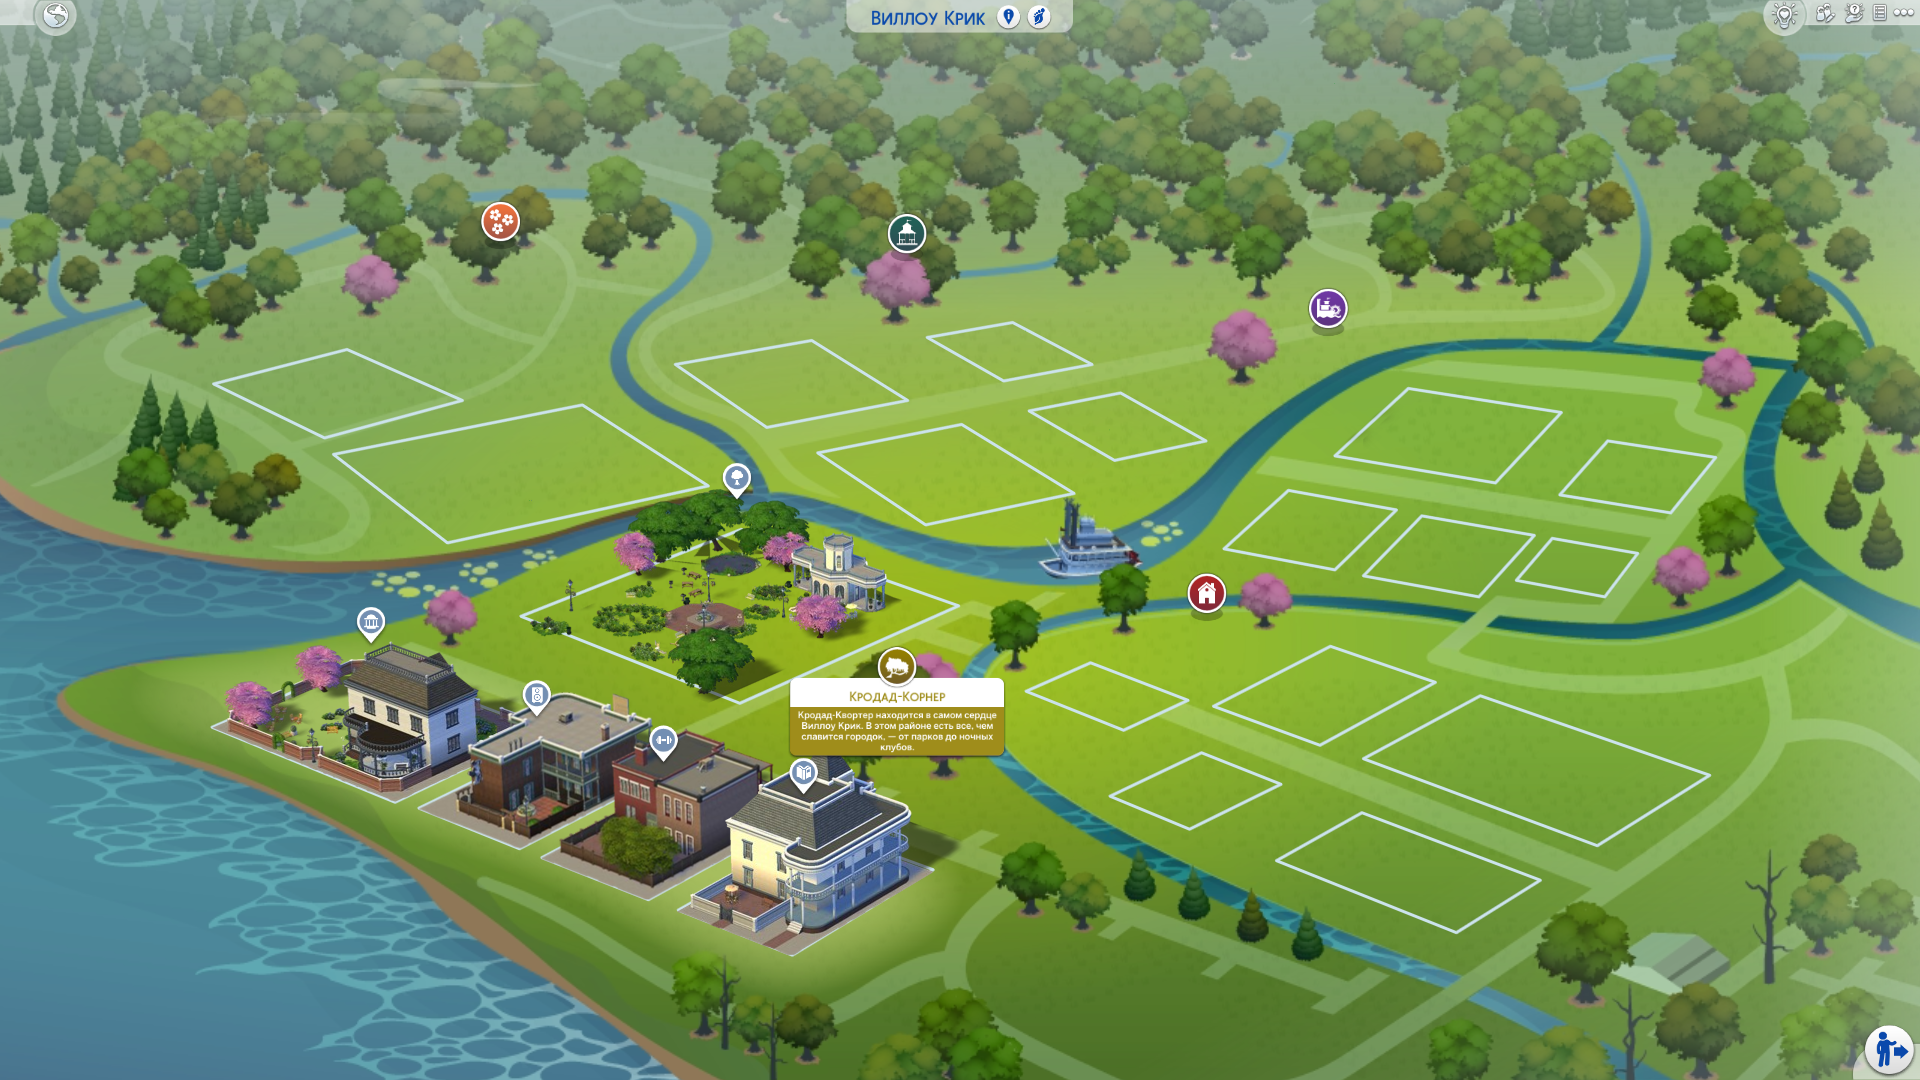 Виллоу Крик
Кродад-Корнер
Кродад-Квортер находится в самом сердце
Виллоу Крик. В этом районе есть все, чем
славится городок, — от парков до ночных
клубов.